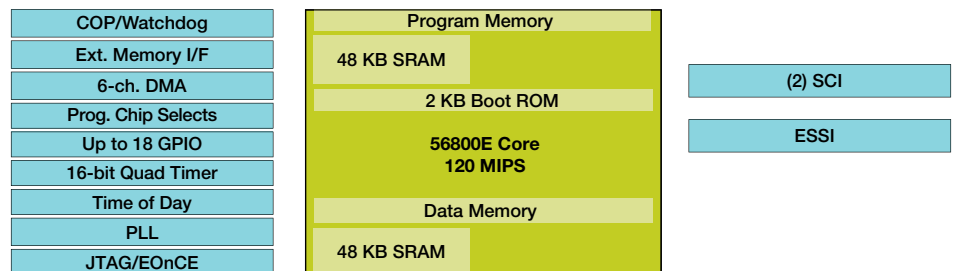 COP/Watchdog
Ext. Memory I/F
6-ch. DMA
Prog. Chip Selects
Up to 18 GPIO
16-bit Quad Timer
Time of Day
PLL
JTAG/EOnCE
Program Memory
48 KB SRAM
2 KB Boot ROM
56800E Core
120 MIPS
Data Memory
48 KB SRAM
(2) SCI
ESSI